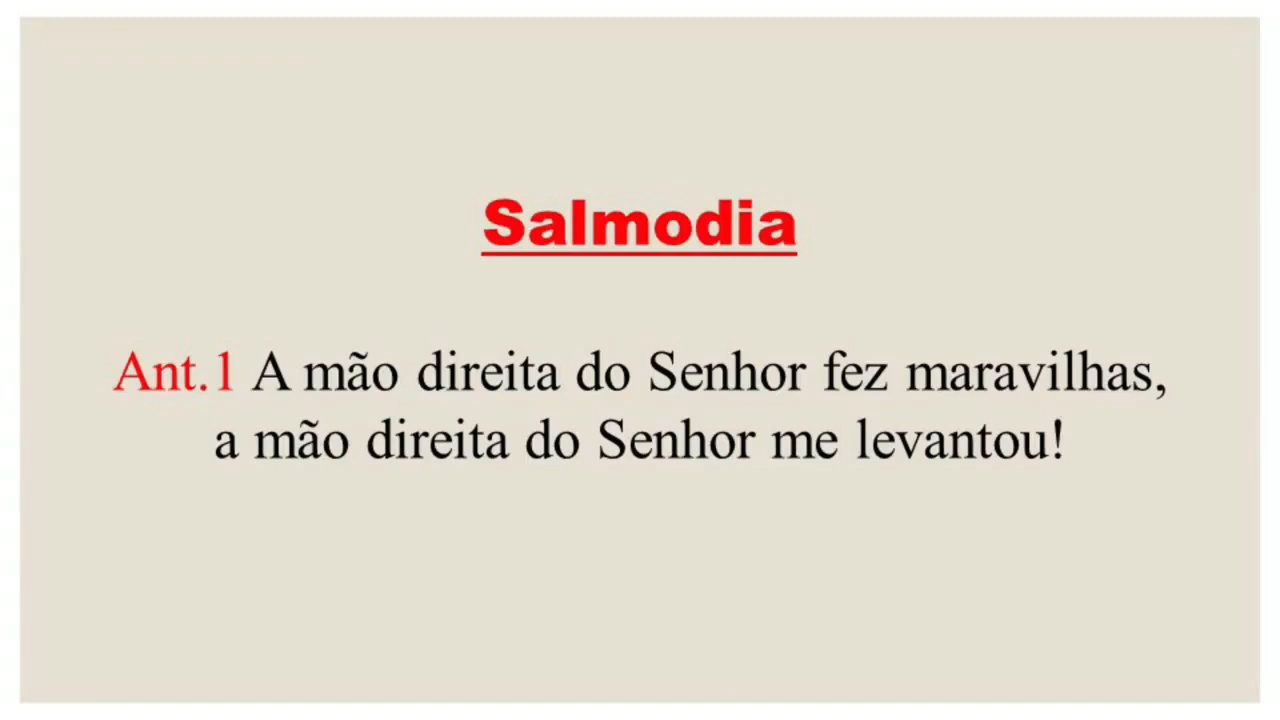 Salmodia
Ant.1 A mão direita do Senhor fez maravilhas,
a mão direita do Senhor me levantou!